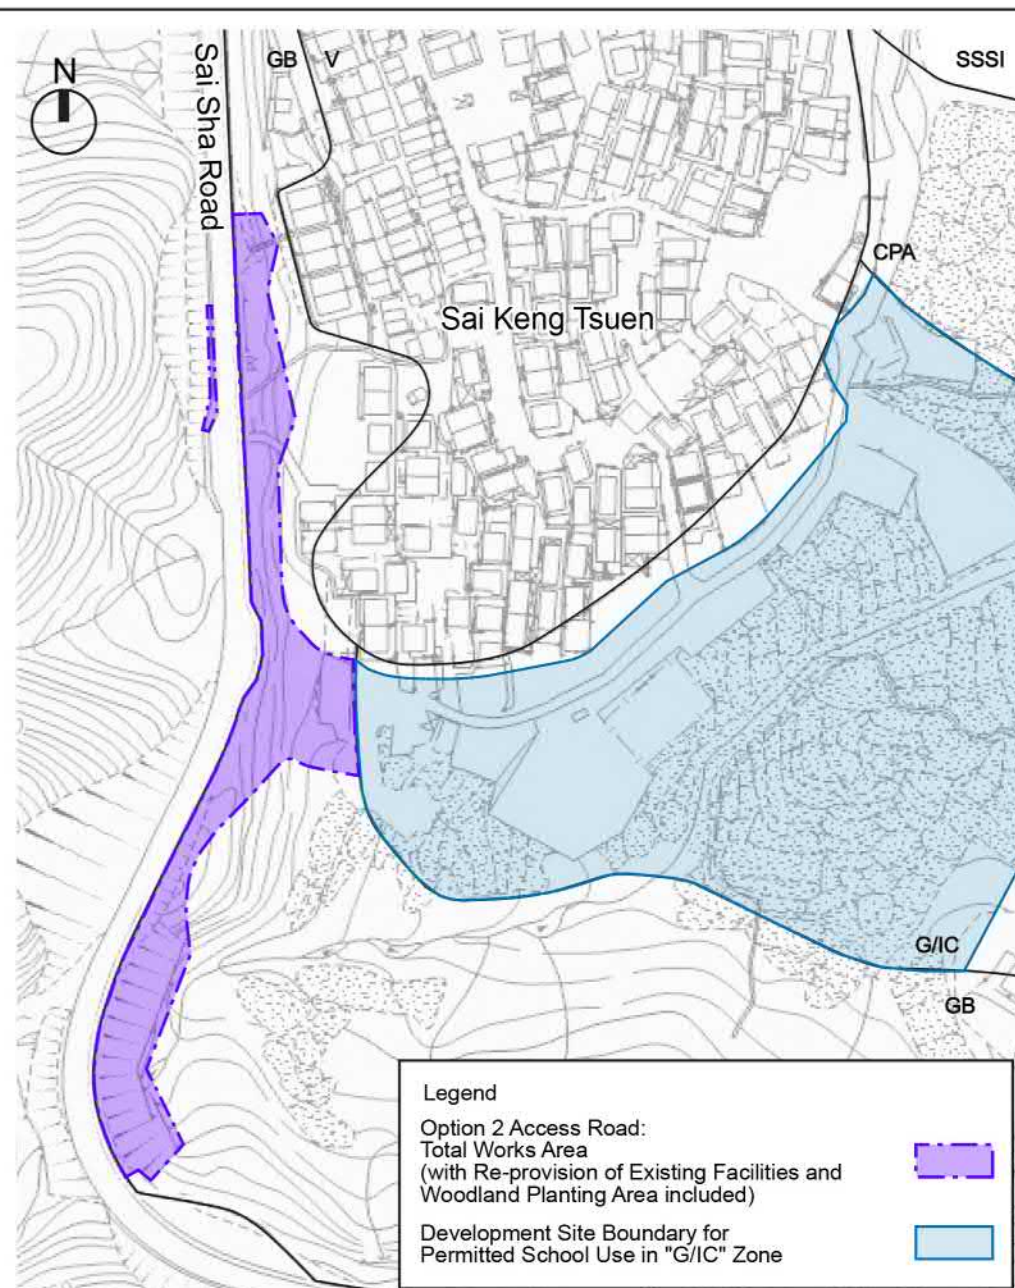 N
Sai Sha Road
GB
V
SSSI
CPA
Sai Keng Tsuen
G/IC
GB
Legend
Option 2 Access Road:
Total Works Area
(with Re-provision of Existing Facilities and
Woodland Planting Area included)
Development Site Boundary for
Permitted School Use in "G/IC" Zone